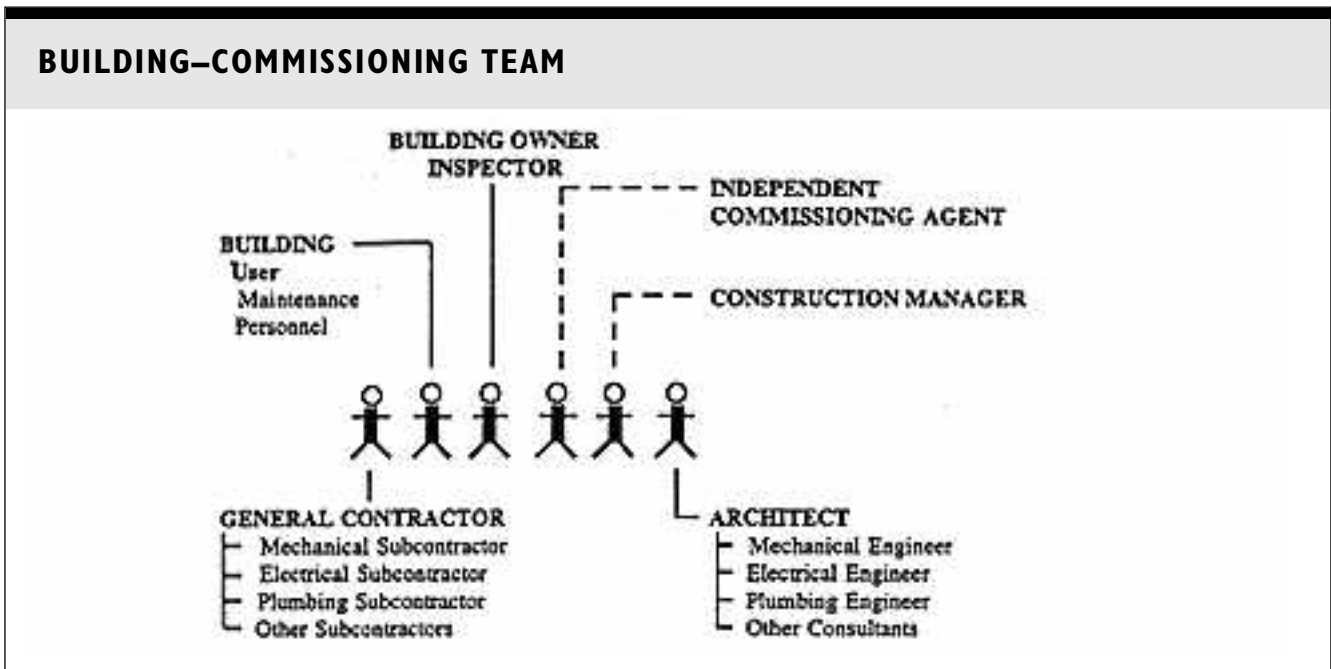 BUILDING–COMMISSIONING TEAM
BUILDING OWNER
INSPECTOR
INDEPENDENT
COMMISSIONING AGENT
BUILDING
User
Maintenance
Personnel
CONSTRUCTION MANAGER
GENERAL CONTRACTOR
Mechanical Subcontractor
Electrical Subcontractor
Plumbing Subcontractor
Other Subcontractors
ARCHITECT
Mechanical Engineer
Electrical Engineer
Plumbing Engineer
Other Consultants